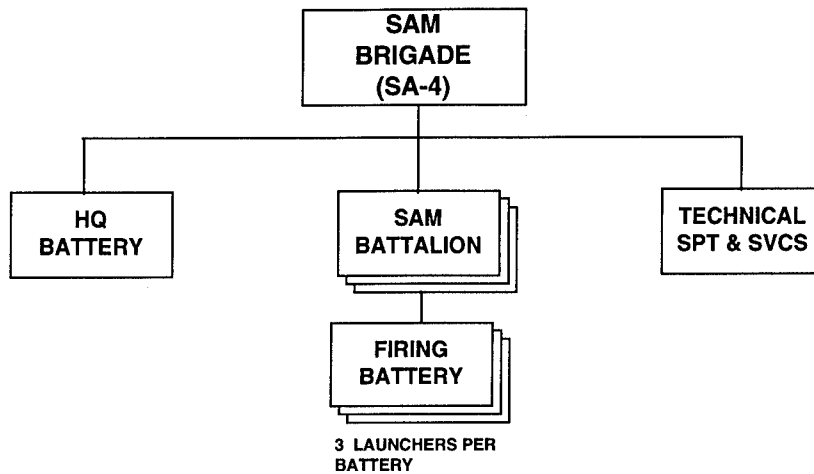 SAM
BRIGADE
(SA-4)
HQ
BATTERY
SAM
BATTALION
TECHNICAL
SPT & SVCS
FIRING
BATTERY
3 LAUNCHERS PER
BATTERY